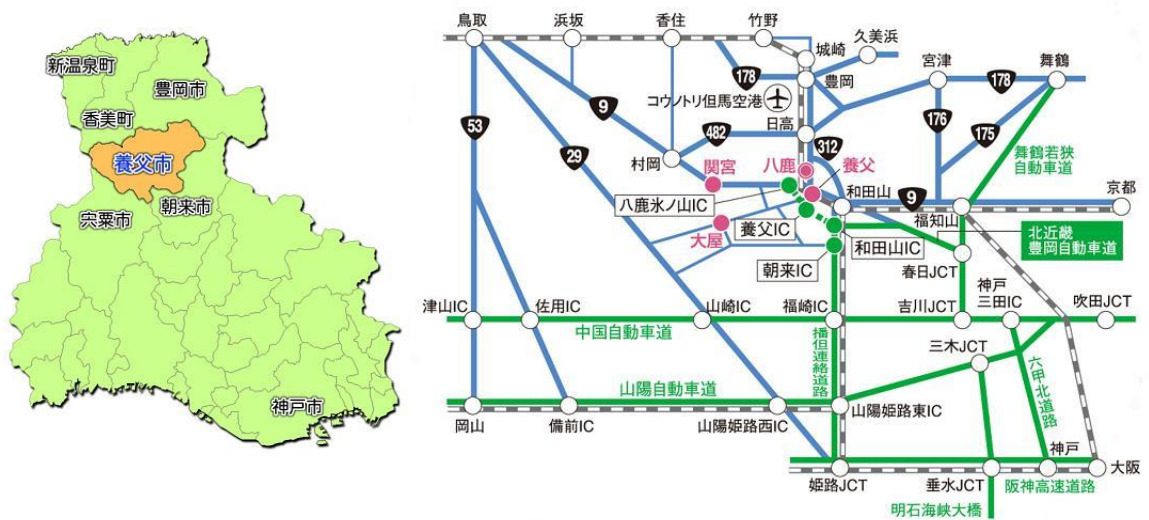 新温泉町
豊岡市
香美町
養父市
朝来市
宍粟市
神戸市
鳥取
浜坂
香住
竹野
城崎
久美浜
宮津
舞鶴
178
豊岡
178
コウノトリ但馬空港
9
176
53
482
日高
175
29
312
舞鶴若狭
自動車道
村岡
関宮
八鹿
養父
八鹿氷ノ山IC
和田山
9
京都
福知山
大屋
養父IC
和田山IC
北近畿
豊岡自動車道
朝来IC
春日JCT
津山IC
佐用IC
山崎IC
福崎IC
吉川JCT
神戸
三田IC
吹田JCT
中国自動車道
播但連絡道路
三木JCT
六甲北道路
山陽自動車道
岡山
備前IC
山陽姫路西IC
山陽姫路東IC
神戸
大阪
姫路JCT
垂水JCT
阪神高速道路
明石海峡大橋